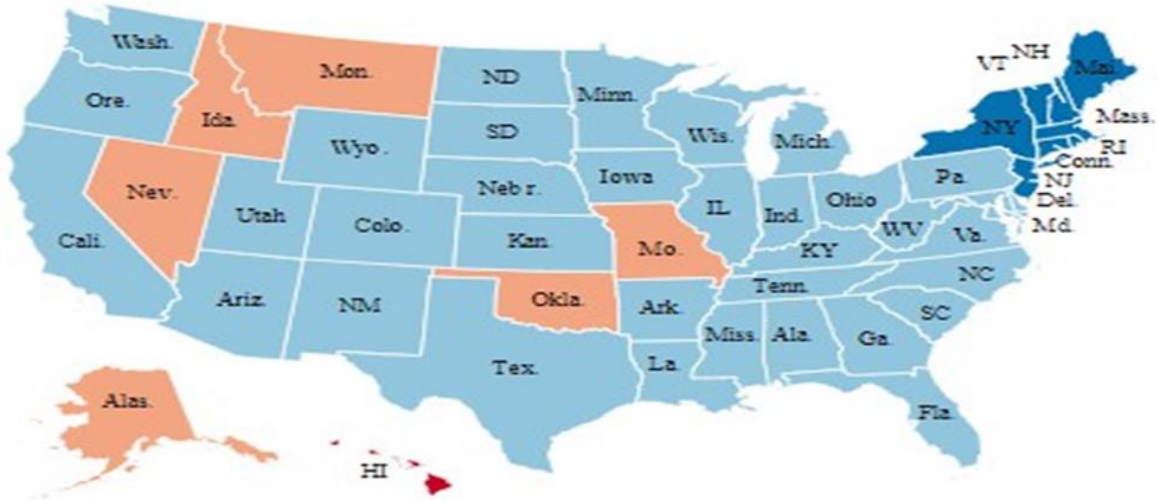 Wash.
Mon.
ND
Minn.
VT
NH
Mai.
Ore.
Ida.
SD
Wis.
Mich.
NY
Mass.
RI
Conn.
Wyo.
Nebr.
Iowa
Pa.
NJ
Del.
Md.
Nev.
Utah
Colo.
Kan.
Mo.
IL
Ind.
Ohio
WV
Va.
KY
Cali.
Ariz.
NM
Okla.
Ark.
Tenn.
NC
SC
Tex.
La.
Miss.
Ala.
Ga.
Fla.
Alas.
HI